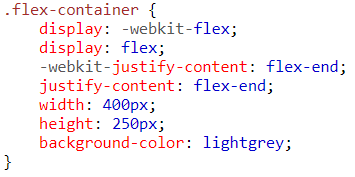 .flex-container {
    display: -webkit-flex;
    display: flex;
    -webkit-justify-content: flex-end;
    justify-content: flex-end;
    width: 400px;
    height: 250px;
    background-color: lightgrey;
}